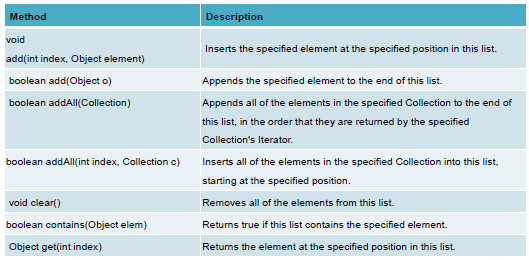 Method Description
void
add(int index, Object element)
Inserts the specified element at the specified position in this list.
boolean add(Object o) Appends the specified element to the end of this list.
boolean addAll(Collection) Appends all of the elements in the specified Collection to the end of
this list, in the order that they are returned by the specified
Collection's Iterator.
boolean addAll(int index, Collection c) Inserts all of the elements in the specified Collection into this list,
starting at the specified position.
void clear() Removes all of the elements from this list.
boolean contains(Object elem) Returns true if this list contains the specified element.
Object get(int index) Returns the element at the specified position in this list.